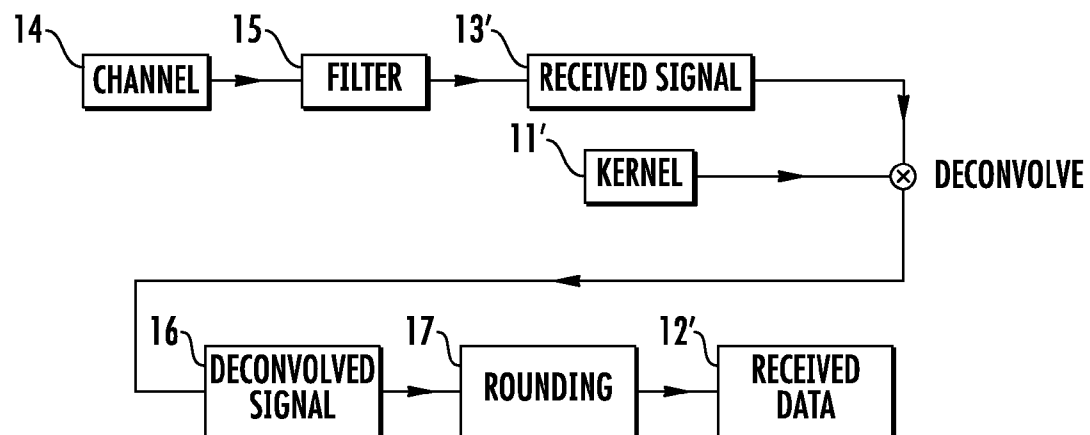 14
CHANNEL
15
FILTER
13'
RECEIVED SIGNAL
11'
KERNEL
DECONVOLVE
16
DECONVOLVED
SIGNAL
17
ROUNDING
12'
RECEIVED
DATA